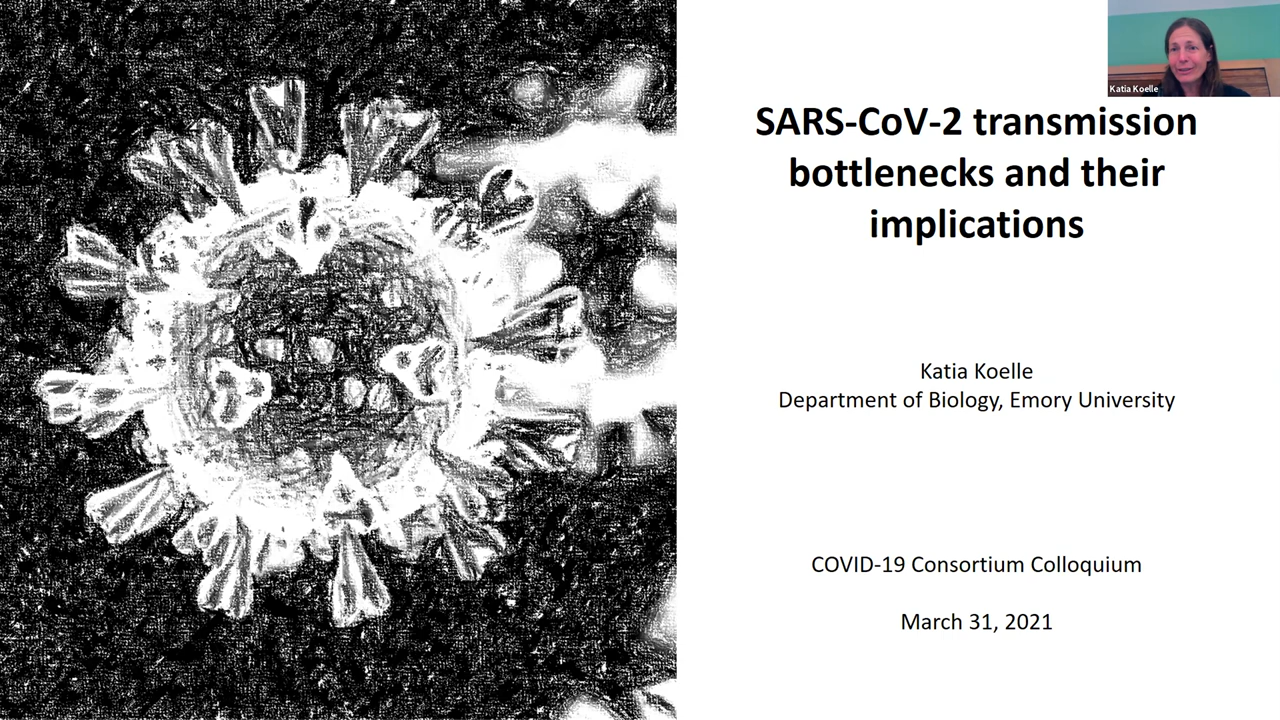 Katia Koelle
SARS-CoV-2 transmission
bottlenecks and their
implications
Katia Koelle
Department of Biology, Emory University
COVID-19 Consortium Colloquium
March 31, 2021